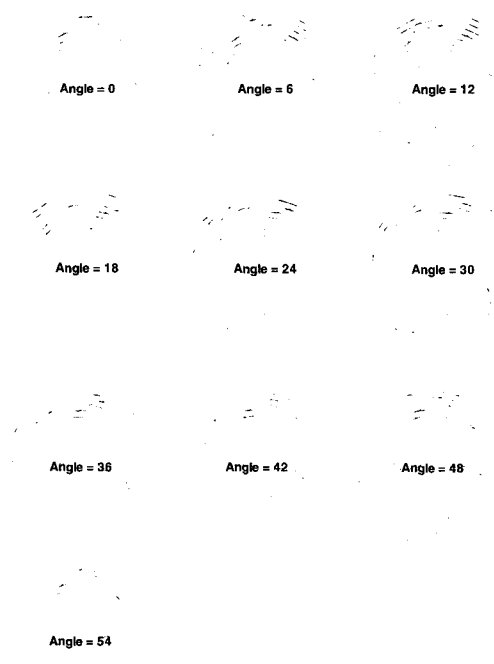 Angle = 0
Angle = 6
Angle = 12
Angle = 18
Angle = 24
Angle = 30
Angle = 36
Angle = 42
Angle = 48
Angle = 54